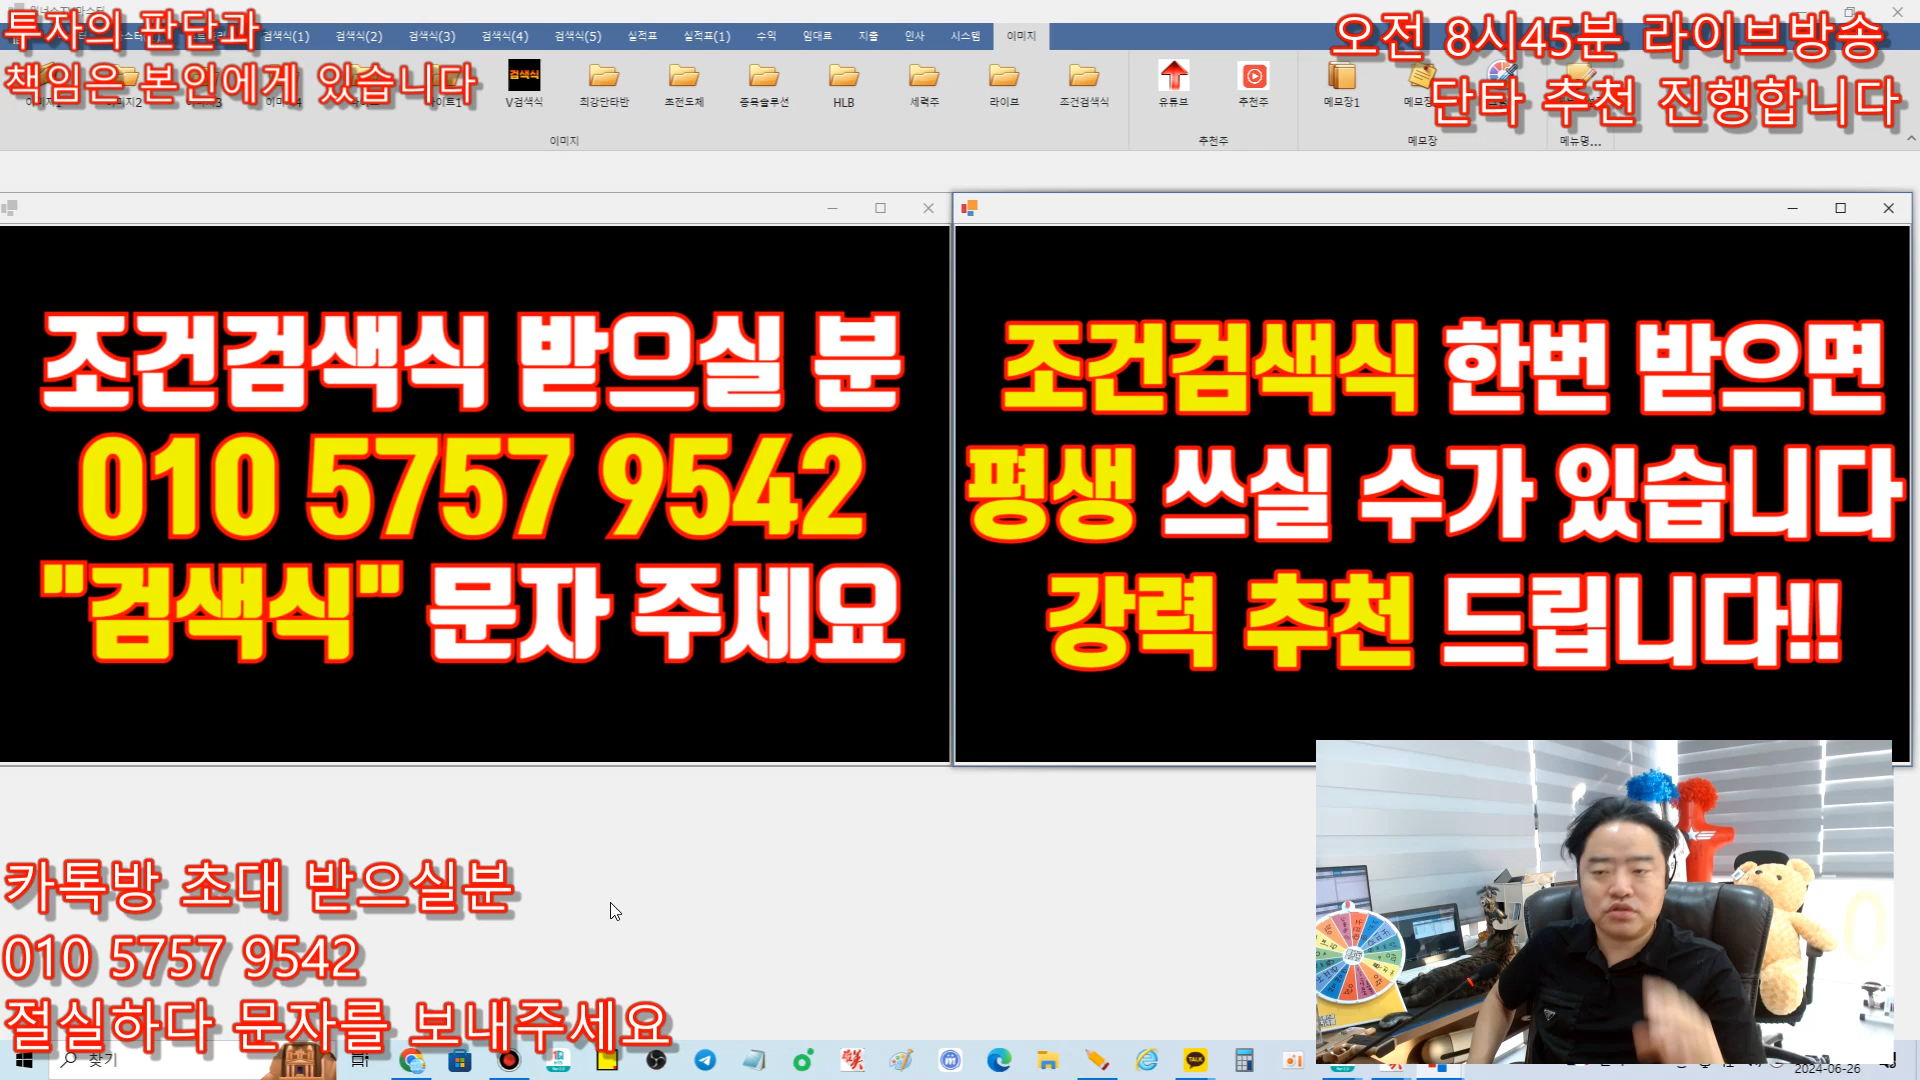 투자의 판단과
책임은 본인에게 있습니다
오전 8시45분 라이브방송
단타 추천 진행합니다
검색식(1) 검색식(2) 검색식(3) 검색식(4) 검색식(5) 실적표 실적표(1) 수익 임대료 지출 인사 시스템 이미지
V검색식 최강단타반 초전도체 종목솔루션 HLB 세력주 라이브 조건검색식 유튜브 추천주 메모장1
이미지 추천주 메모장 메뉴명...
조건검색식 받으실 분
010 5757 9542
"검색식" 문자 주세요
조건검색식 한번 받으면
평생 쓰실 수가 있습니다
강력 추천 드립니다!!
카톡방 초대 받으실분
010 5757 9542
절실하다 문자를 보내주세요
찾기
2024-06-26